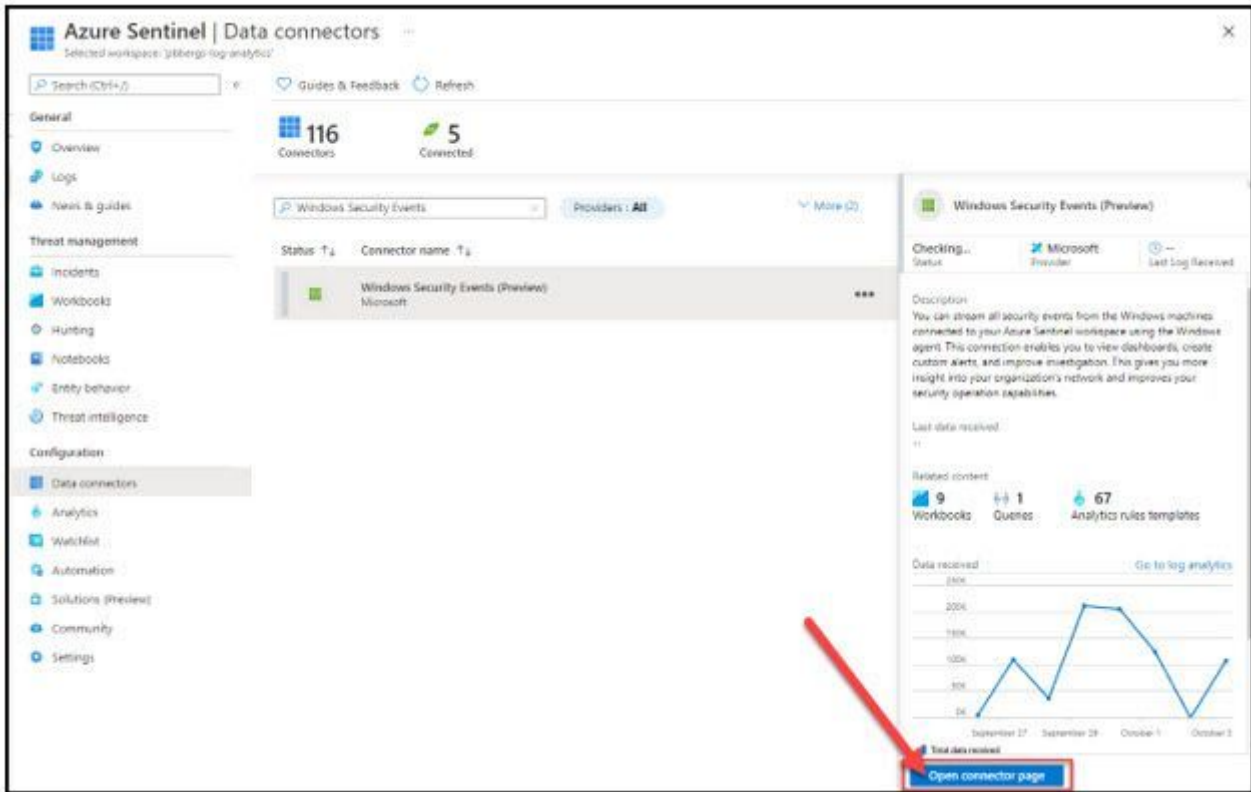 Azure Sentinel | Data connectors ...
Selected workspace: 'pbbergs-log-analytics'
Search (Ctrl+/)
«
Guides & Feedback
Refresh
General
Overview
Logs
News & guides
Threat management
Incidents
Workbooks
Hunting
Notebooks
Entity behavior
Threat intelligence
Configuration
Data connectors
Analytics
Watchlist
Automation
Solutions (Preview)
Community
Settings
116
Connectors
5
Connected
Windows Security Events
Providers : All
More (2)
Status
Connector name
Windows Security Events (Preview)
Microsoft
Windows Security Events (Preview)
Checking...
Status
Microsoft
Provider
--
Last Log Received
Description
You can stream all security events from the Windows machines
connected to your Azure Sentinel workspace using the Windows
agent. This connection enables you to view dashboards, create
custom alerts, and improve investigation. This gives you more
insight into your organization's network and improves your
security operation capabilities.
Last data received
--
Related content
9
Workbooks
1
Queries
67
Analytics rules templates
Data received
Go to log analytics
250K
200K
150K
100K
50K
0K
September 27
September 29
October 1
October 3
Total data received
Open connector page